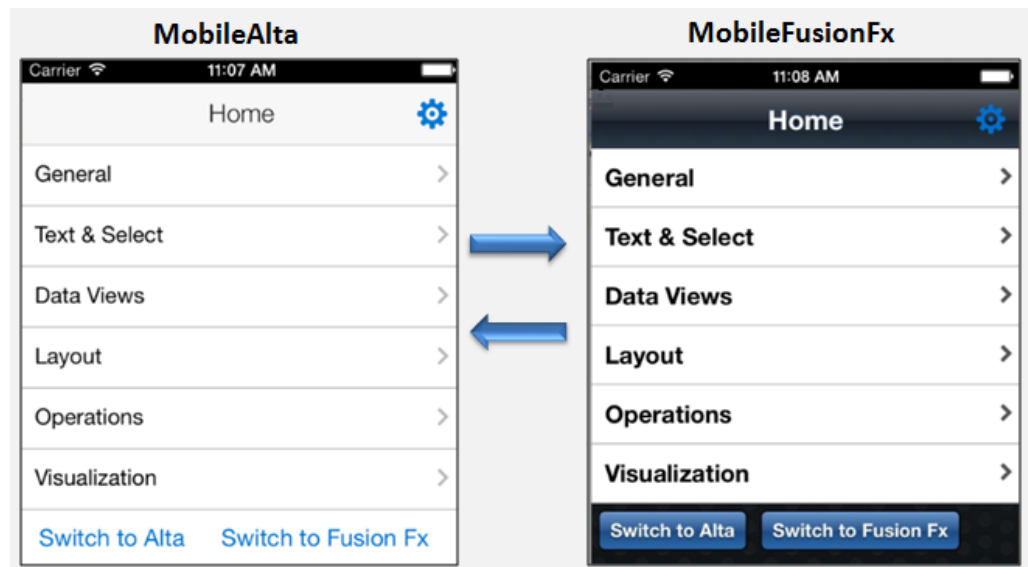 MobileAlta
Carrier 11:07 AM
Home
General
Text & Select
Data Views
Layout
Operations
Visualization
Switch to Alta Switch to Fusion Fx
MobileFusionFx
Carrier 11:08 AM
Home
General
Text & Select
Data Views
Layout
Operations
Visualization
Switch to Alta Switch to Fusion Fx